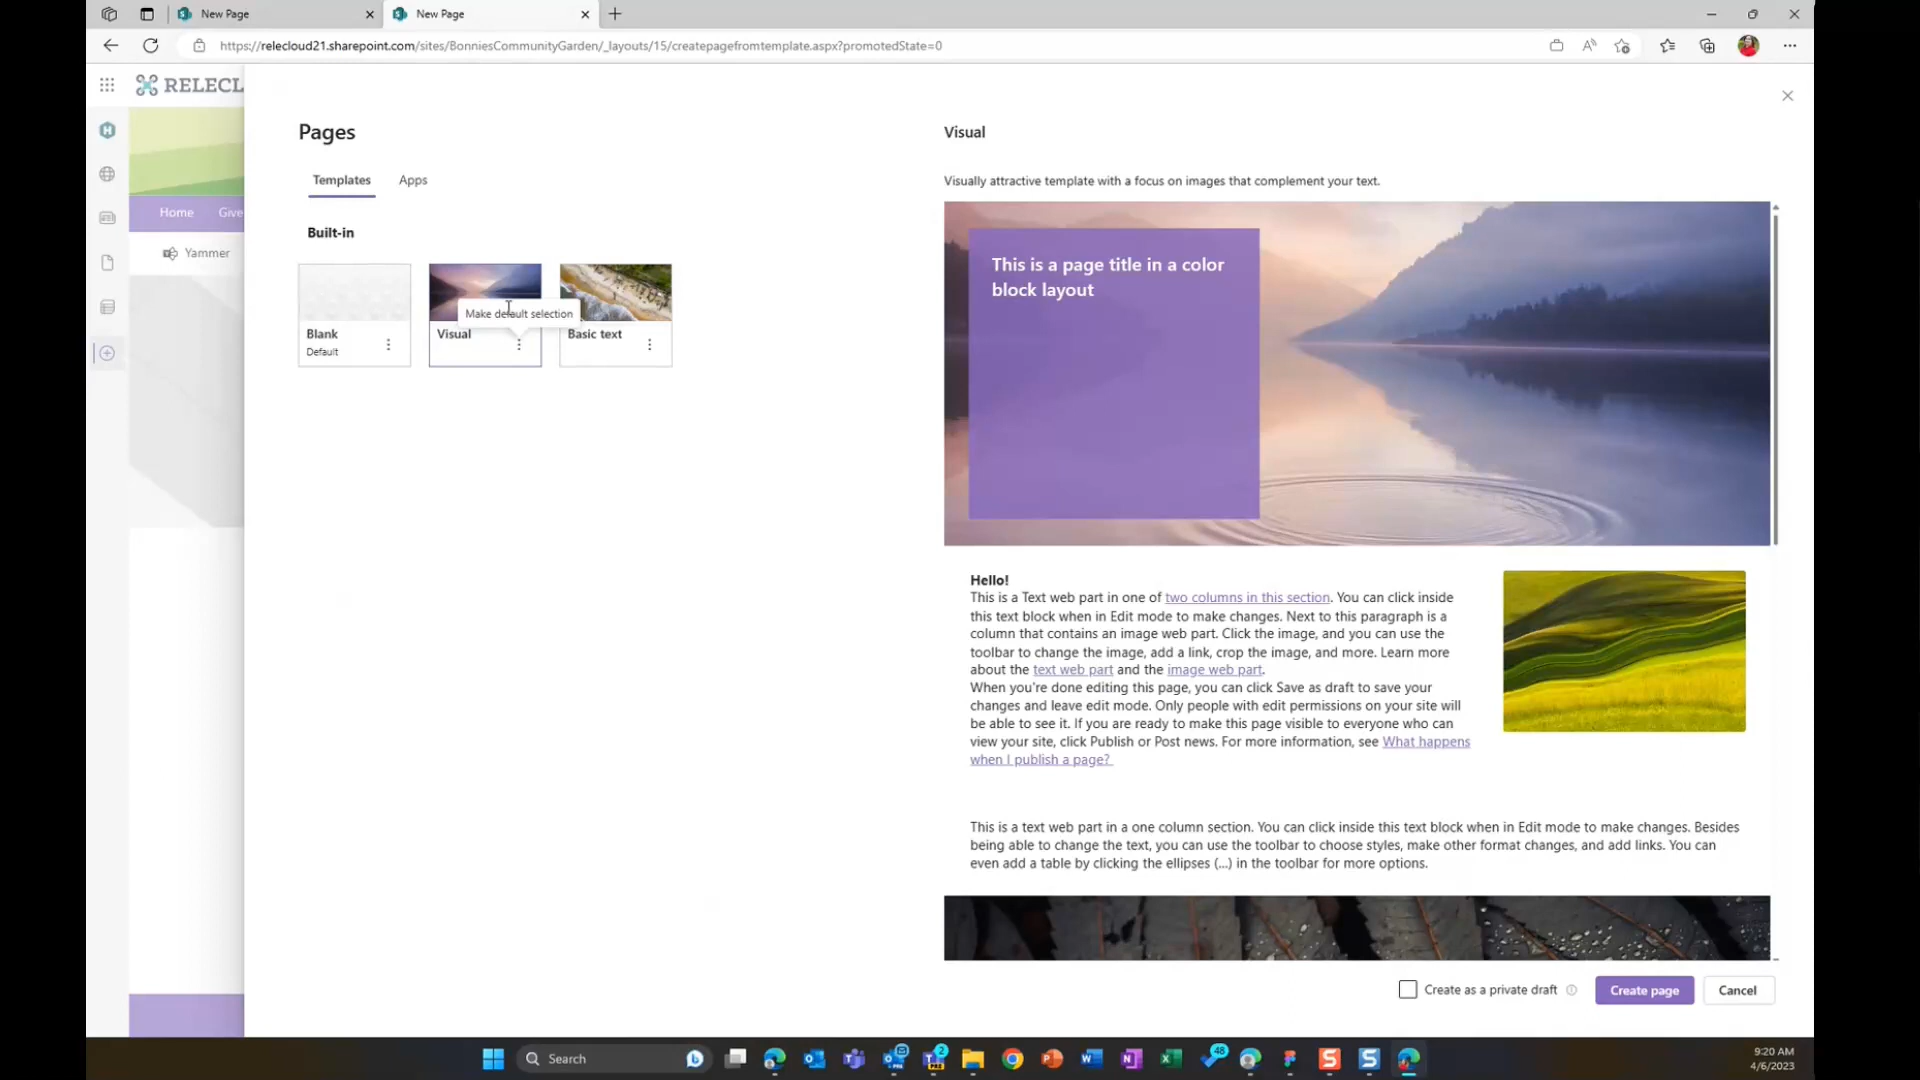 New Page
New Page
https://relecloud21.sharepoint.com/sites/BonniesCommunityGarden/_layouts/15/createpagefromtemplate.aspx?promotedState=0
RELECL
Home Give
Yammer
Pages
Templates Apps
Built-in
Make default selection
Blank
Default
Visual
Basic text
Visual
Visually attractive template with a focus on images that complement your text.
This is a page title in a color
block layout
Hello!
This is a Text web part in one of two columns in this section. You can click inside
this text block when in Edit mode to make changes. Next to this paragraph is a
column that contains an image web part. Click the image, and you can use the
toolbar to change the image, add a link, crop the image, and more. Learn more
about the text web part and the image web part.
When you're done editing this page, you can click Save as draft to save your
changes and leave edit mode. Only people with edit permissions on your site will
be able to see it. If you are ready to make this page visible to everyone who can
view your site, click Publish or Post news. For more information, see What happens
when I publish a page?
This is a text web part in a one column section. You can click inside this text block when in Edit mode to make changes. Besides
being able to change the text, you can use the toolbar to choose styles, make other format changes, and add links. You can
even add a table by clicking the ellipses (...) in the toolbar for more options.
Create as a private draft
Create page
Cancel
Search
2
48
9:20 AM
4/6/2023